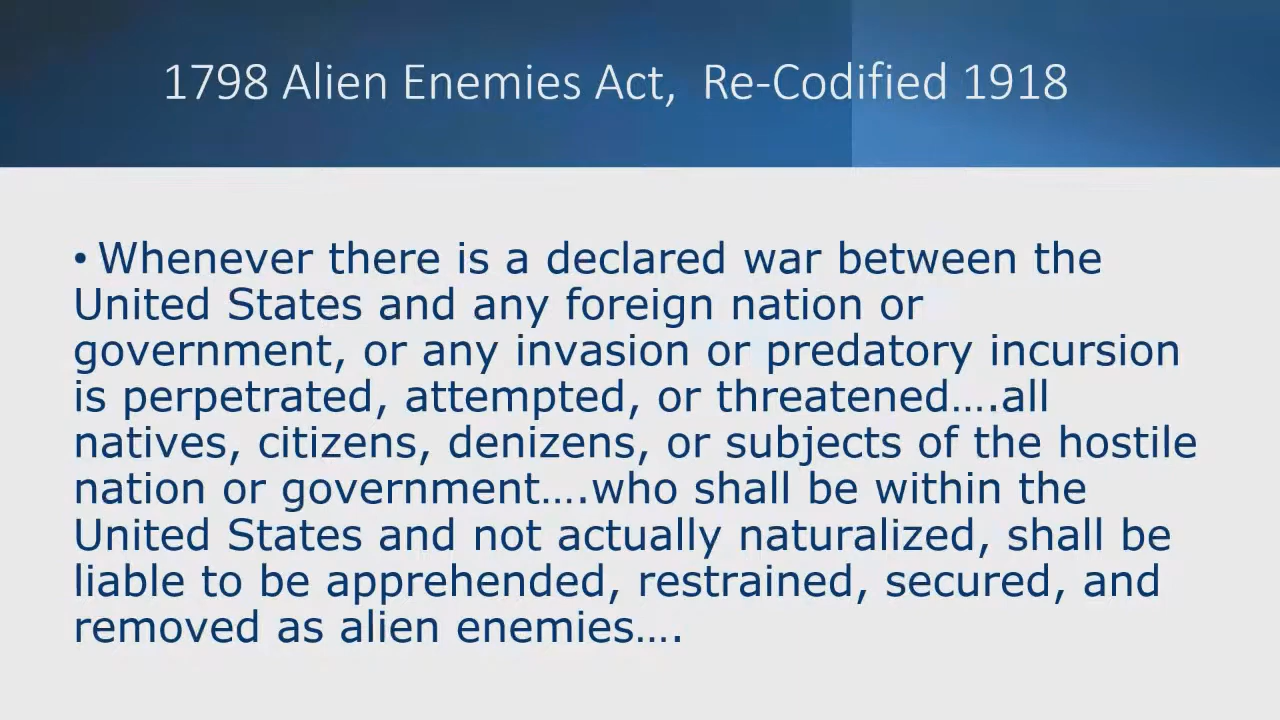 1798 Alien Enemies Act,  Re-Codified 1918
• Whenever there is a declared war between the
United States and any foreign nation or
government, or any invasion or predatory incursion
is perpetrated, attempted, or threatened….all
natives, citizens, denizens, or subjects of the hostile
nation or government….who shall be within the
United States and not actually naturalized, shall be
liable to be apprehended, restrained, secured, and
removed as alien enemies….